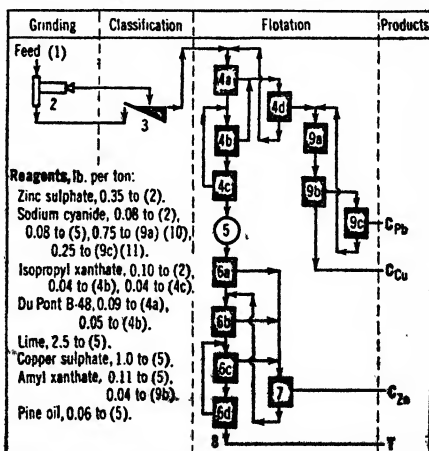 Grinding
Classification
Flotation
Products
Feed (1)
2
3
4a
4b
4c
4d
9a
9b
9c
5
6a
6b
6c
6d
7
8
CPb
CCu
CZn
T
Reagents, lb. per ton:
Zinc sulphate, 0.35 to (2).
Sodium cyanide, 0.08 to (2),
0.08 to (5), 0.75 to (9a) (10),
0.25 to (9c) (11).
Isopropyl xanthate, 0.10 to (2),
0.04 to (4b), 0.04 to (4c).
Du Pont B-48, 0.09 to (4a),
0.05 to (4b).
Lime, 2.5 to (5).
Copper sulphate, 1.0 to (5).
Amyl xanthate, 0.11 to (5),
0.04 to (9b).
Pine oil, 0.06 to (5).